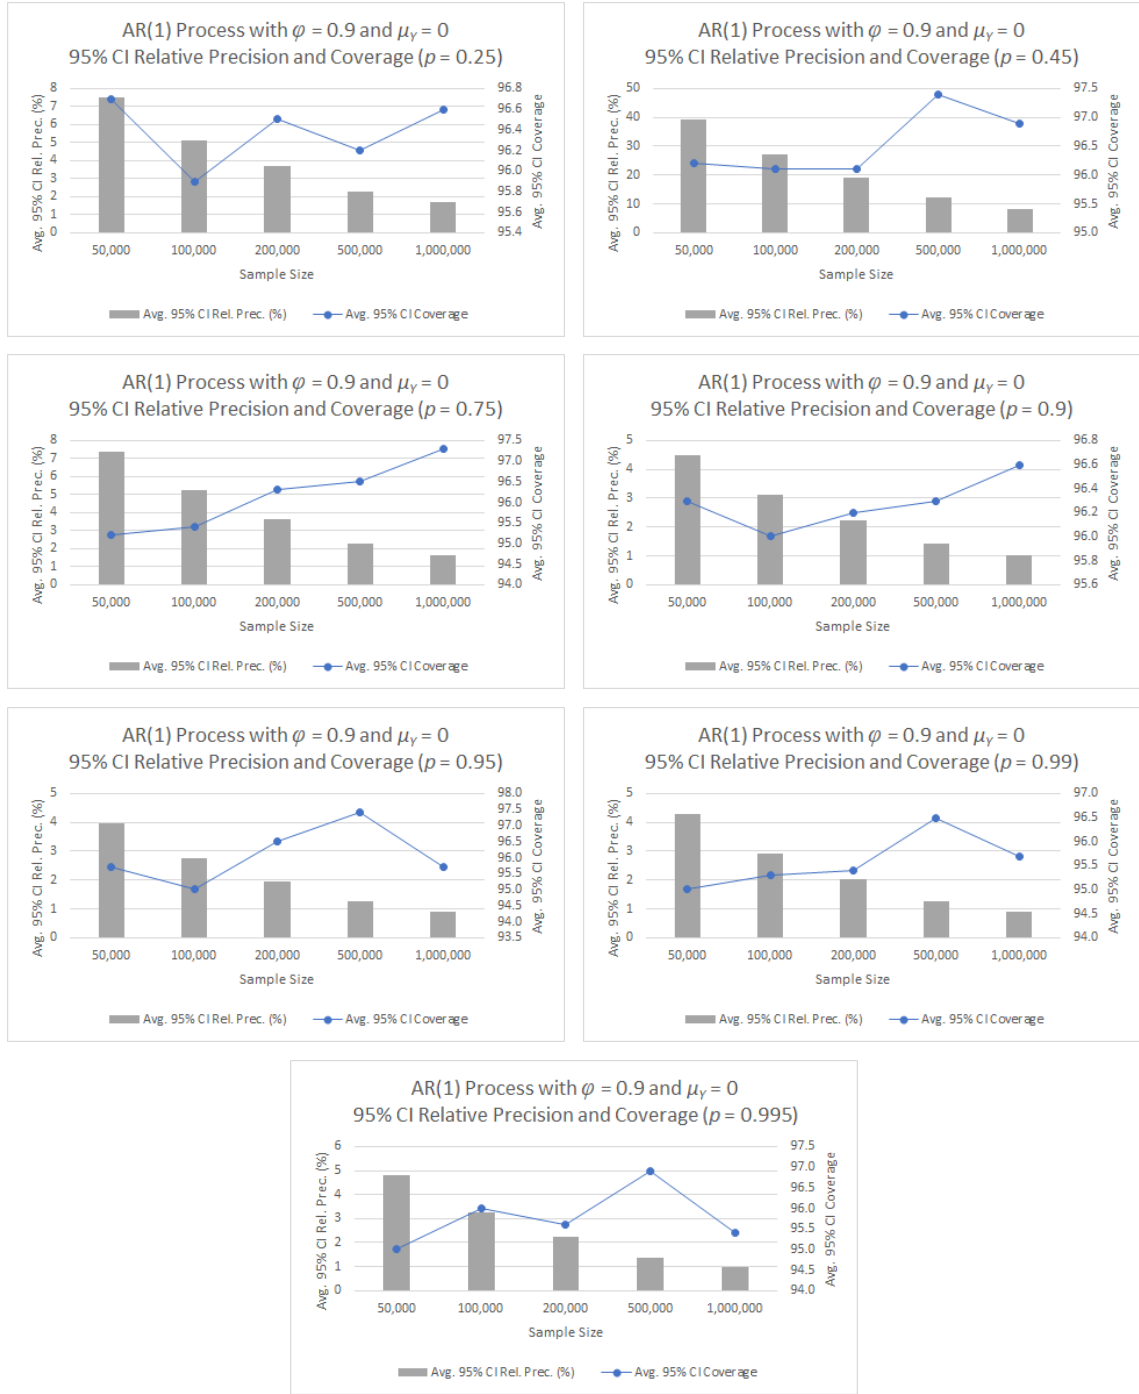 AR(1) Process with φ = 0.9 and μY = 0
95% CI Relative Precision and Coverage (p = 0.25)
Avg. 95% CI Rel. Prec. (%)
8
7
6
5
4
3
2
1
0
96.8
96.6
96.4
96.2
96.0
95.8
95.6
95.4
Avg. 95% CI Coverage
50,000 100,000 200,000 500,000 1,000,000
Sample Size
Avg. 95% CI Rel. Prec. (%) Avg. 95% CI Coverage
AR(1) Process with φ = 0.9 and μY = 0
95% CI Relative Precision and Coverage (p = 0.45)
Avg. 95% CI Rel. Prec. (%)
50
40
30
20
10
0
97.5
97.0
96.5
96.0
95.5
95.0
Avg. 95% CI Coverage
50,000 100,000 200,000 500,000 1,000,000
Sample Size
Avg. 95% CI Rel. Prec. (%) Avg. 95% CI Coverage
AR(1) Process with φ = 0.9 and μY = 0
95% CI Relative Precision and Coverage (p = 0.75)
Avg. 95% CI Rel. Prec. (%)
8
7
6
5
4
3
2
1
0
97.5
97.0
96.5
96.0
95.5
95.0
94.5
94.0
Avg. 95% CI Coverage
50,000 100,000 200,000 500,000 1,000,000
Sample Size
Avg. 95% CI Rel. Prec. (%) Avg. 95% CI Coverage
AR(1) Process with φ = 0.9 and μY = 0
95% CI Relative Precision and Coverage (p = 0.9)
Avg. 95% CI Rel. Prec. (%)
5
4
3
2
1
0
96.8
96.6
96.4
96.2
96.0
95.8
95.6
Avg. 95% CI Coverage
50,000 100,000 200,000 500,000 1,000,000
Sample Size
Avg. 95% CI Rel. Prec. (%) Avg. 95% CI Coverage
AR(1) Process with φ = 0.9 and μY = 0
95% CI Relative Precision and Coverage (p = 0.95)
Avg. 95% CI Rel. Prec. (%)
5
4
3
2
1
0
98.0
97.5
97.0
96.5
96.0
95.5
95.0
94.5
94.0
93.5
Avg. 95% CI Coverage
50,000 100,000 200,000 500,000 1,000,000
Sample Size
Avg. 95% CI Rel. Prec. (%) Avg. 95% CI Coverage
AR(1) Process with φ = 0.9 and μY = 0
95% CI Relative Precision and Coverage (p = 0.99)
Avg. 95% CI Rel. Prec. (%)
5
4
3
2
1
0
97.0
96.5
96.0
95.5
95.0
94.5
94.0
Avg. 95% CI Coverage
50,000 100,000 200,000 500,000 1,000,000
Sample Size
Avg. 95% CI Rel. Prec. (%) Avg. 95% CI Coverage
AR(1) Process with φ = 0.9 and μY = 0
95% CI Relative Precision and Coverage (p = 0.995)
Avg. 95% CI Rel. Prec. (%)
6
5
4
3
2
1
0
97.5
97.0
96.5
96.0
95.5
95.0
94.5
94.0
Avg. 95% CI Coverage
50,000 100,000 200,000 500,000 1,000,000
Sample Size
Avg. 95% CI Rel. Prec. (%) Avg. 95% CI Coverage